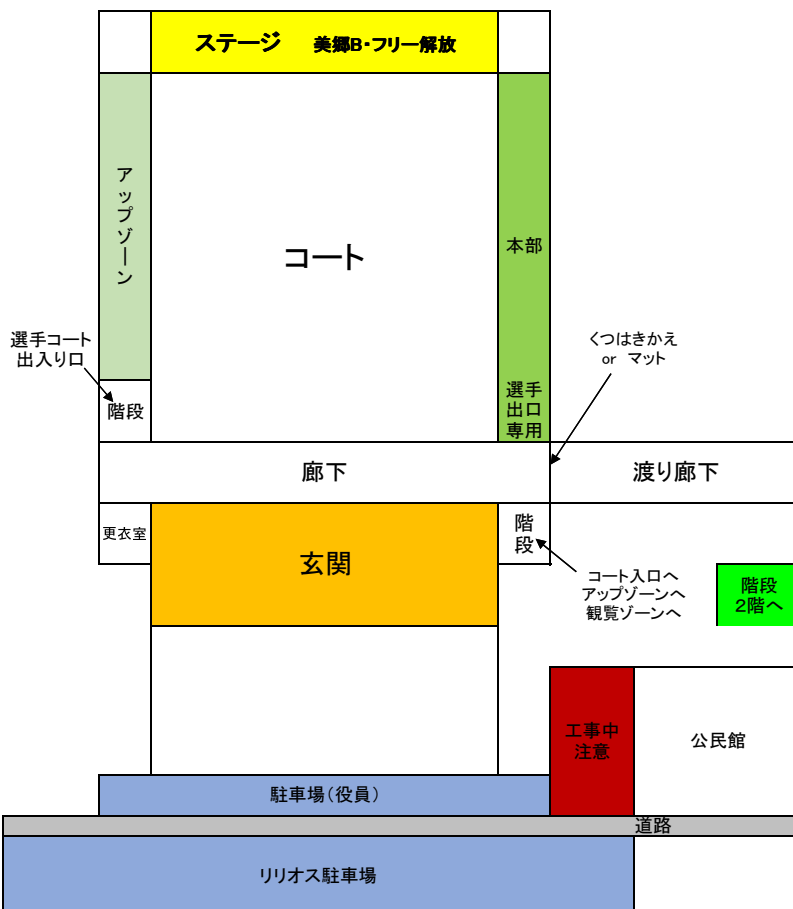 ステージ 美郷B・フリー解放
アップゾーン
コート
本部
選手コート
出入り口
くつはきかえ
or マット
階段
選手
出口
専用
廊下
渡り廊下
更衣室
玄関
階
段
コート入口へ
アップゾーンへ
観覧ゾーンへ
階段
2階へ
工事中
注意
公民館
駐車場(役員)
道路
リリオス駐車場